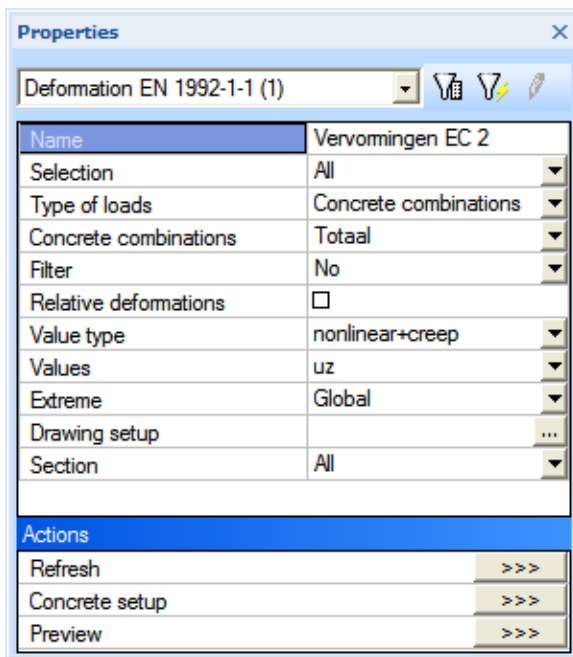 Properties
Deformation EN 1992-1-1 (1)
Name Vervormingen EC 2
Selection All
Type of loads Concrete combinations
Concrete combinations Totaal
Filter No
Relative deformations
Value type nonlinear+creep
Values uz
Extreme Global
Drawing setup ...
Section All
Actions
Refresh >>>
Concrete setup >>>
Preview >>>